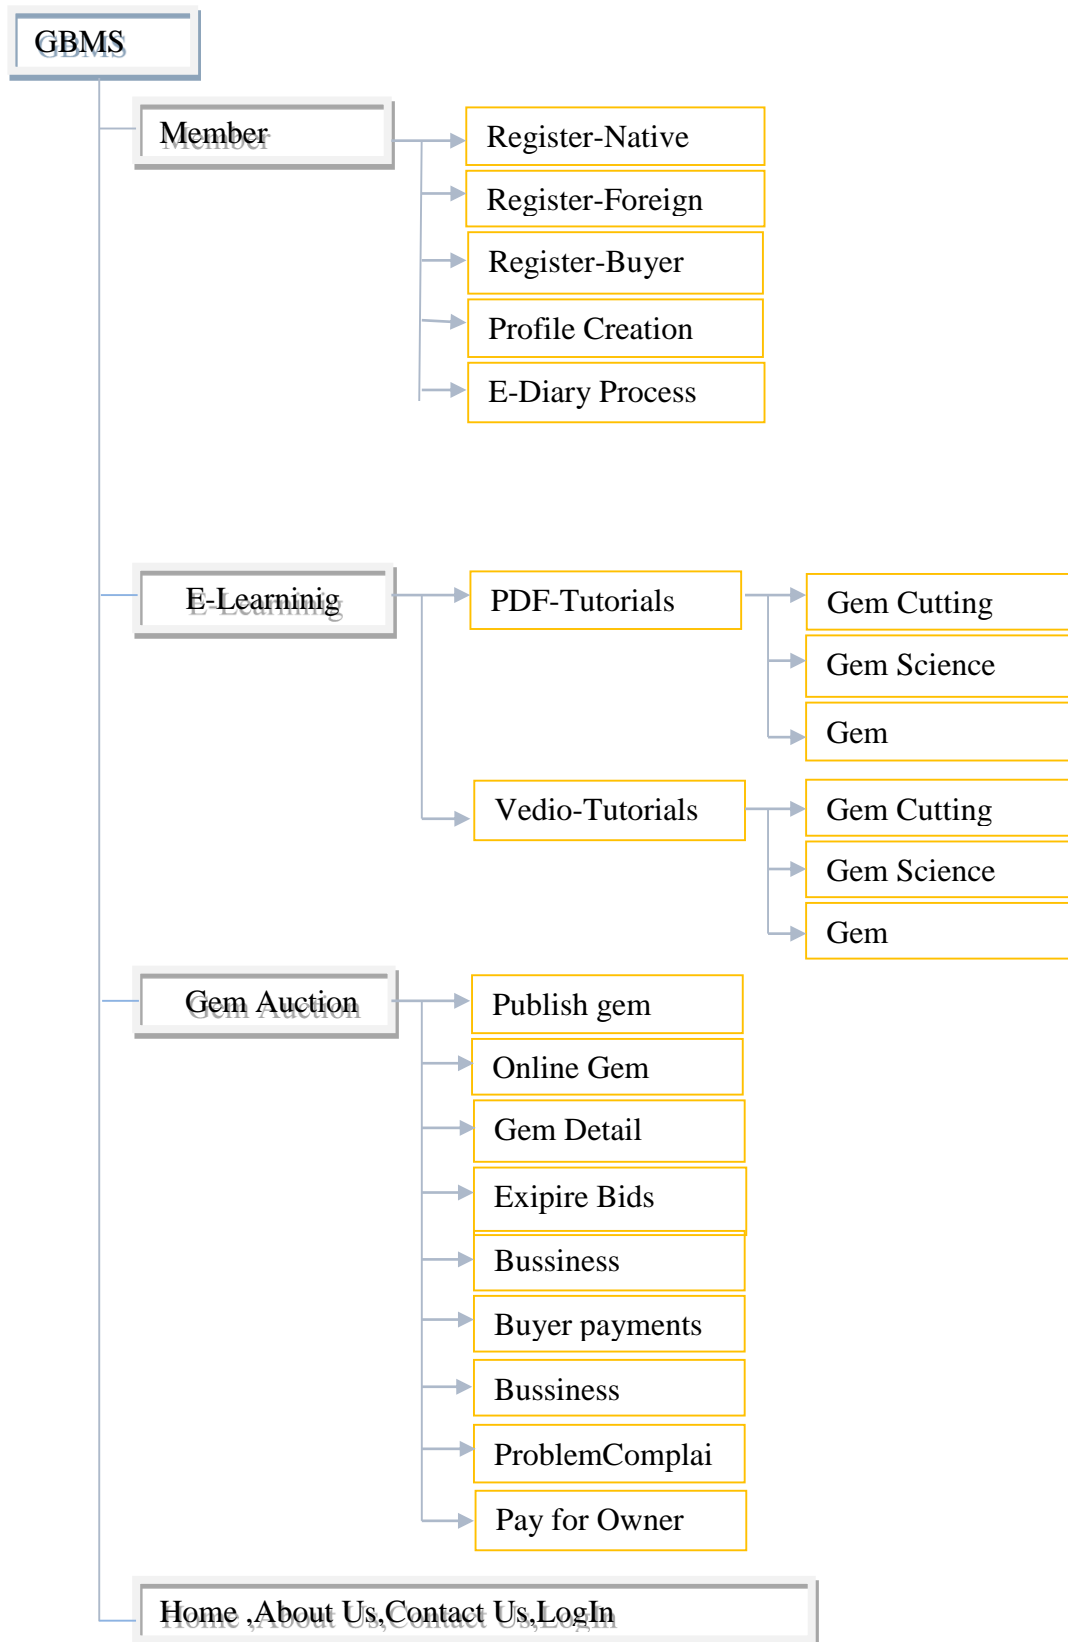 GBMS
Member
Register-Native
Register-Foreign
Register-Buyer
Profile Creation
E-Diary Process
E-Learninig
PDF-Tutorials
Gem Cutting
Gem Science
Gem
Vedio-Tutorials
Gem Cutting
Gem Science
Gem
Gem Auction
Publish gem
Online Gem
Gem Detail
Exipire Bids
Bussiness
Buyer payments
Bussiness
ProblemComplai
Pay for Owner
Home ,About Us,Contact Us,LogIn